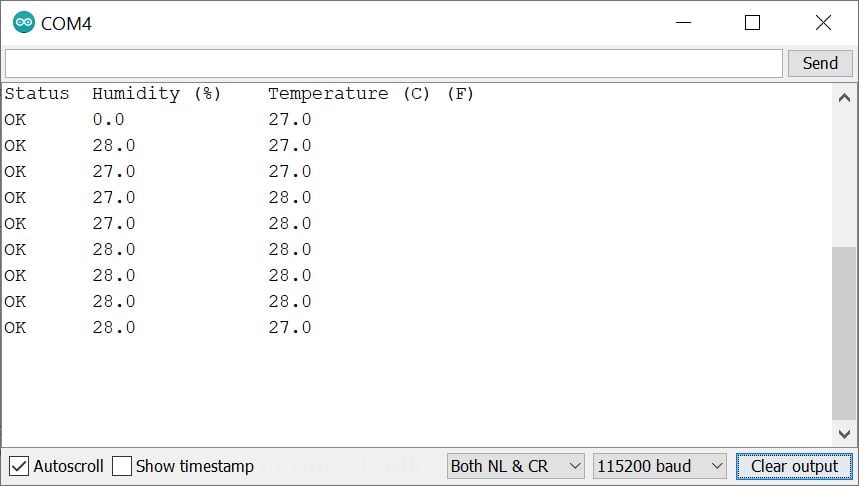 COM4
Send
Status Humidity (%) Temperature (C) (F)
OK 0.0 27.0
OK 28.0 27.0
OK 27.0 27.0
OK 27.0 28.0
OK 27.0 28.0
OK 28.0 28.0
OK 28.0 28.0
OK 28.0 28.0
OK 28.0 27.0
Autoscroll Show timestamp Both NL & CR 115200 baud Clear output